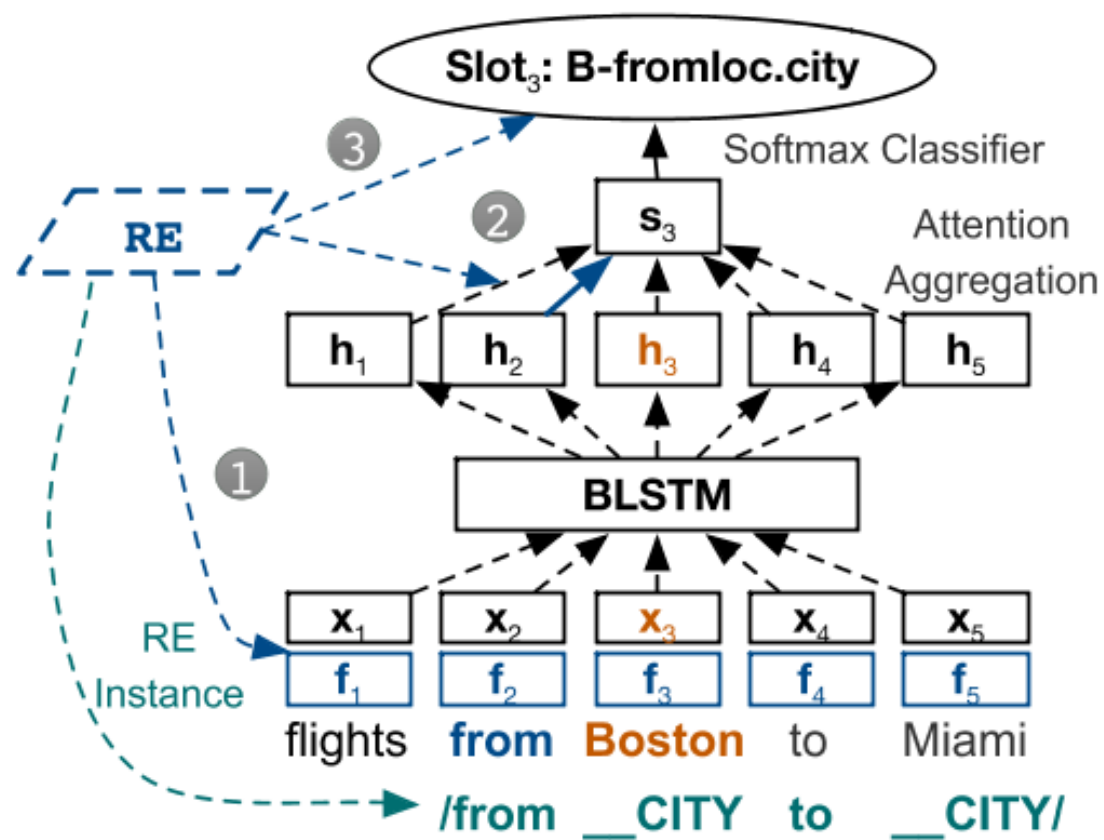 Slot₃: B-fromloc.city
3
Softmax Classifier
2
s₃
RE
Attention
Aggregation
h₁ h₂ h₃ h₄ h₅
1
BLSTM
x₁ x₂ x₃ x₄ x₅
RE
Instance
f₁ f₂ f₃ f₄ f₅
flights from Boston to Miami
/from __CITY to __CITY/